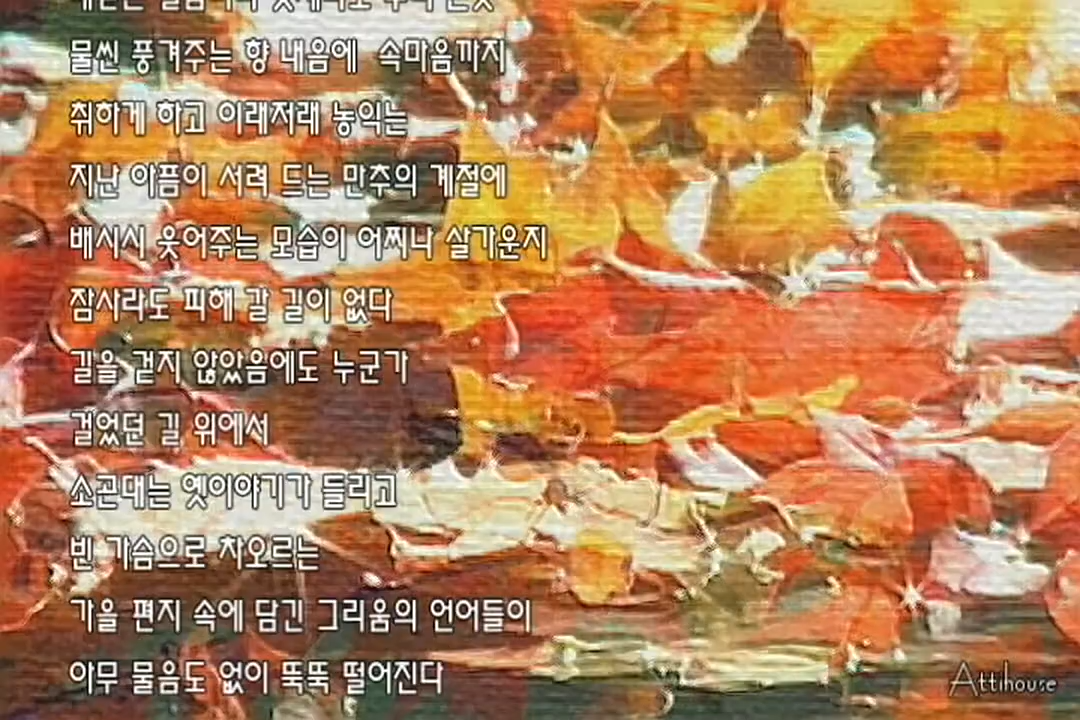 물씬 풍겨주는 향 내음에 속마음까지
취하게 하고 이래저래 농익는
지난 아픔이 서려 드는 만추의 계절에
배시시 웃어주는 모습이 어찌나 살가운지
잠시라도 피해 갈 길이 없다
길을 걷지 않았음에도 누군가
걸었던 길 위에서
소곤대는 옛이야기가 들리고
빈 가슴으로 차오르는
가을 편지 속에 담긴 그리움의 언어들이
아무 물음도 없이 뚝뚝 떨어진다
Attihouse